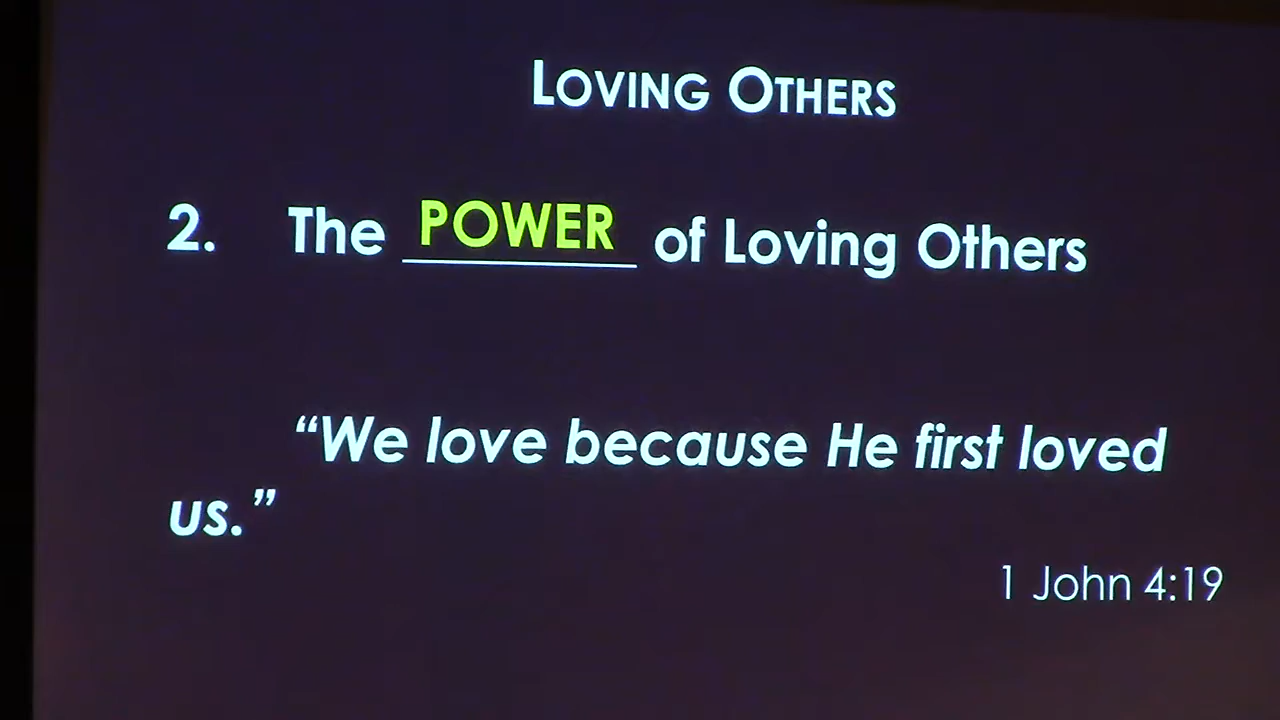 LOVING OTHERS
2. The POWER of Loving Others
“We love because He first loved
us.”
1 John 4:19